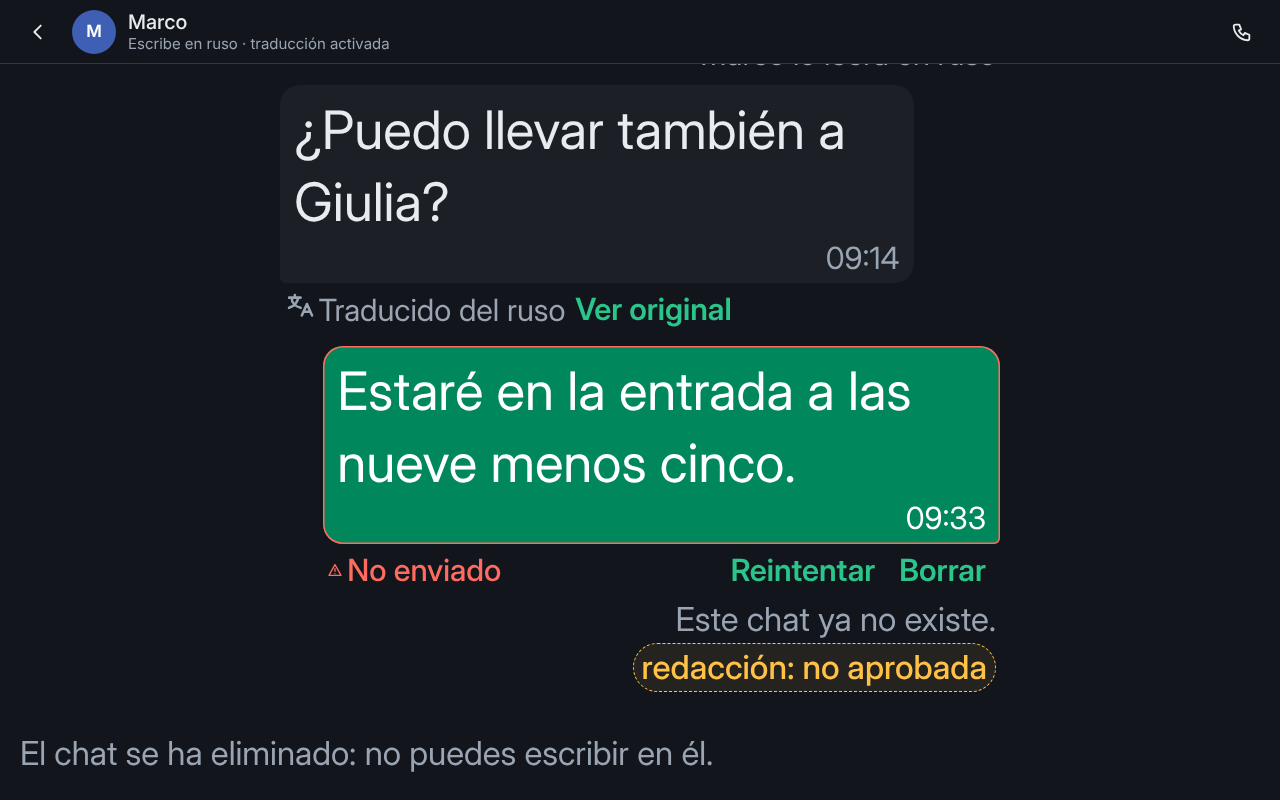 M
Marco
Escribe en ruso · traducción activada
¿Puedo llevar también a
Giulia?
09:14
Traducido del ruso Ver original
Estaré en la entrada a las
nueve menos cinco.
09:33
No enviado Reintentar Borrar
Este chat ya no existe.
redacción: no aprobada
El chat se ha eliminado: no puedes escribir en él.